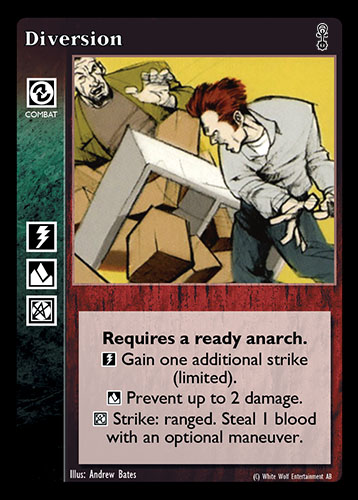 Diversion
COMBAT
Requires a ready anarch.
Gain one additional strike
(limited).
Prevent up to 2 damage.
Strike: ranged. Steal 1 blood
with an optional maneuver.
Illus: Andrew Bates
(C) White Wolf Entertainment AB